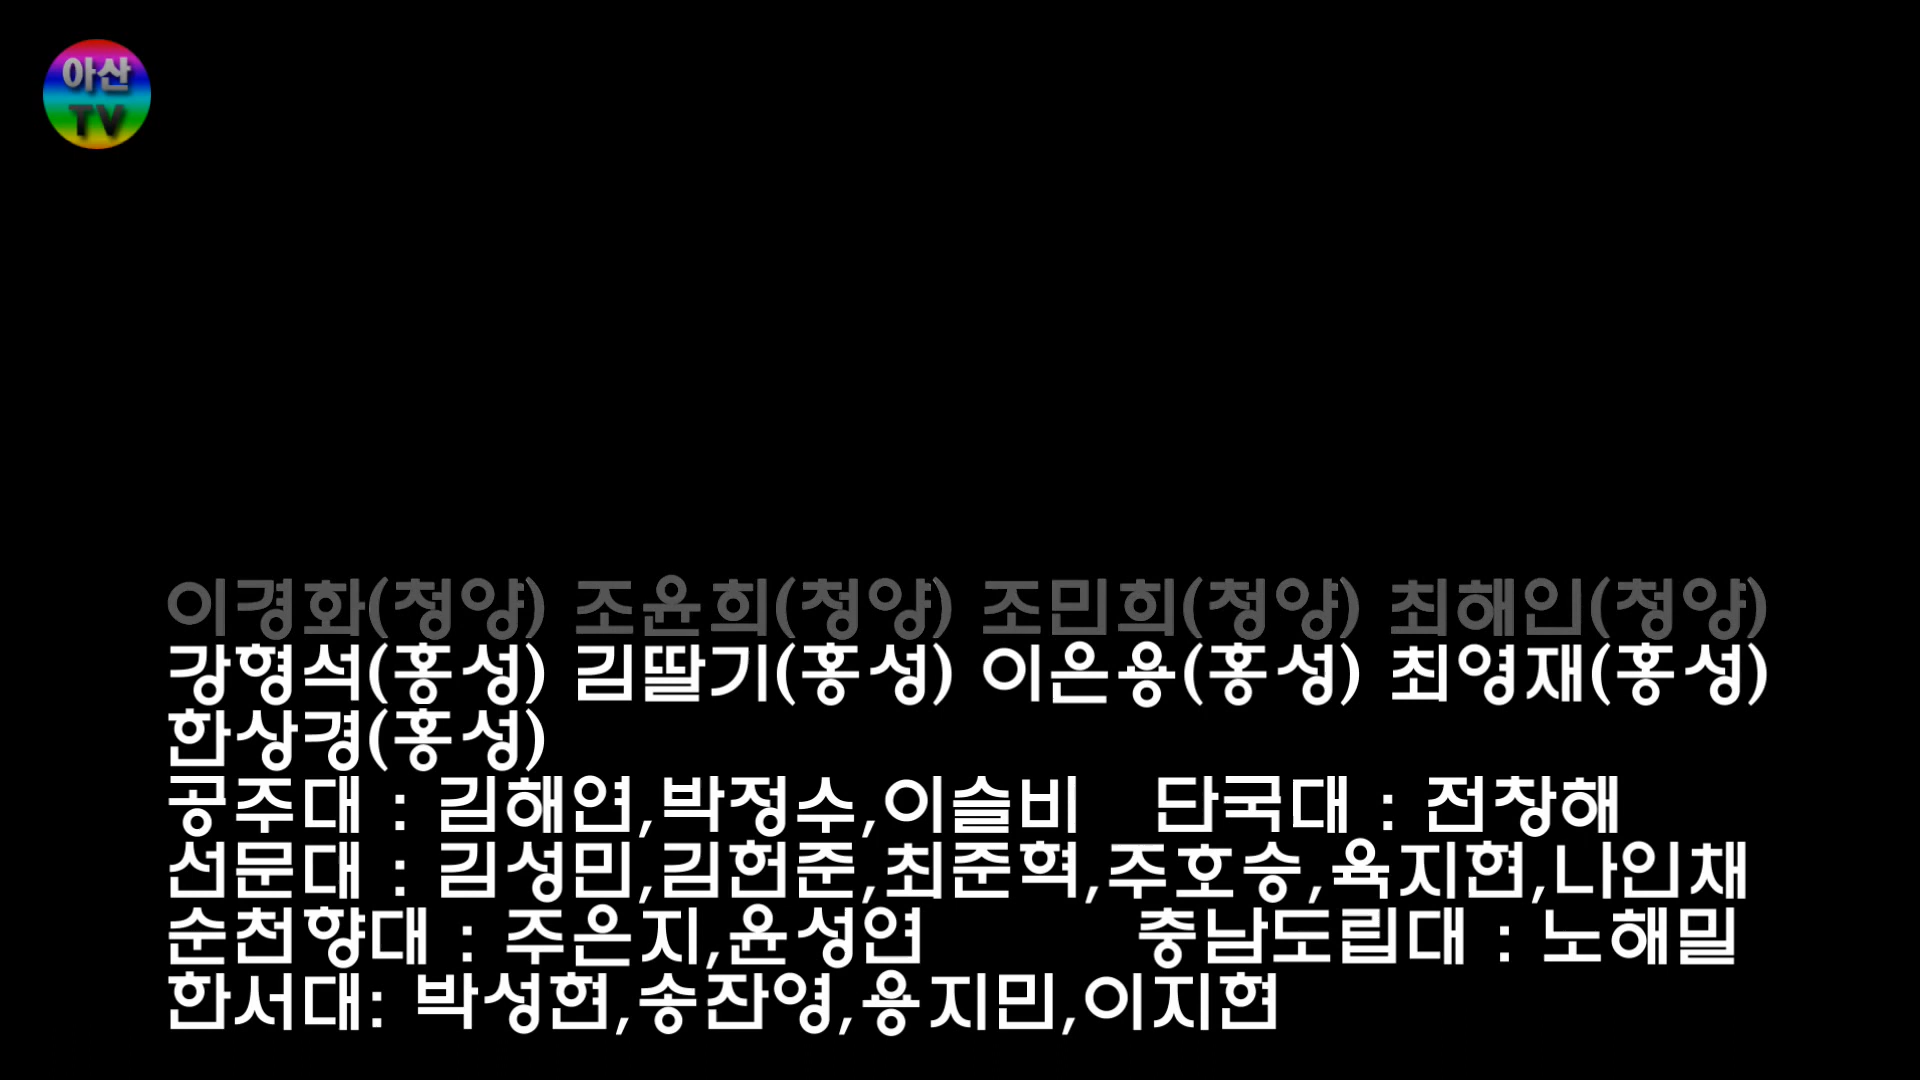 아산
TV
이경화(청양) 조윤희(청양) 조민희(청양) 최해인(청양)
강형석(홍성) 김딸기(홍성) 이은용(홍성) 최영재(홍성)
한상경(홍성)
공주대 : 김해연,박정수,이슬비 단국대 : 전창해
선문대 : 김성민,김헌준,최준혁,주호승,육지현,나인채
순천향대 : 주은지,윤성연 충남도립대 : 노해밀
한서대: 박성현,송잔영,용지민,이지현